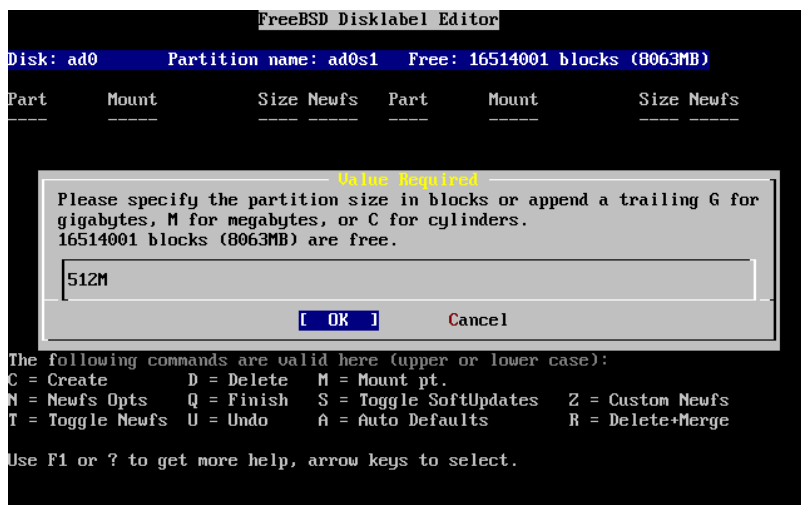 FreeBSD Disklabel Editor
Disk: ad0 Partition name: ad0s1 Free: 16514001 blocks (8063MB)
Part Mount Size Newfs Part Mount Size Newfs
---- ----- ---- ----- ---- ----- ---- -----
Value Required
Please specify the partition size in blocks or append a trailing G for
gigabytes, M for megabytes, or C for cylinders.
16514001 blocks (8063MB) are free.
512M
[ OK ] Cancel
The following commands are valid here (upper or lower case):
C = Create D = Delete M = Mount pt.
N = Newfs Opts Q = Finish S = Toggle SoftUpdates Z = Custom Newfs
T = Toggle Newfs U = Undo A = Auto Defaults R = Delete+Merge
Use F1 or ? to get more help, arrow keys to select.